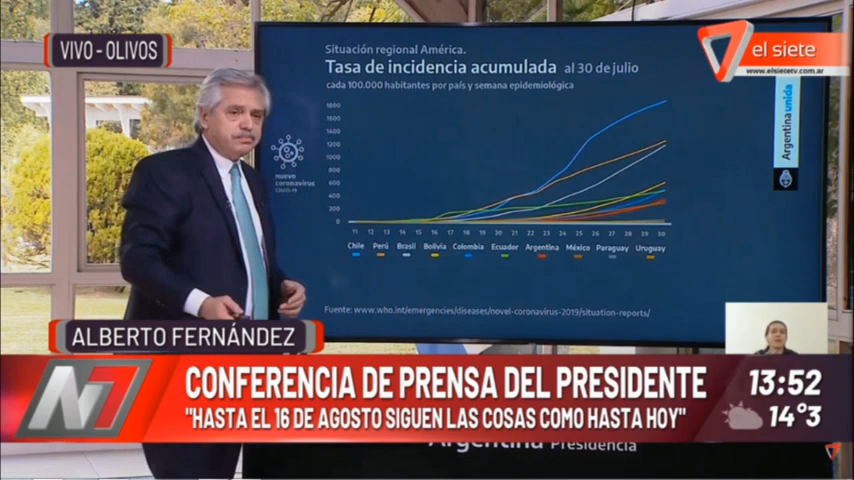 VIVO - OLIVOS
el siete
www.elsietetv.com.ar
Situación regional América.
Tasa de incidencia acumulada al 30 de julio
cada 100.000 habitantes por país y semana epidemiológica
Argentina unida
nuevo
coronavirus
COVID-19
1800
1600
1400
1200
1000
800
600
400
200
0
11 12 13 14 15 16 17 18 19 20 21 22 23 24 25 26 27 28 29 30
Chile Perú Brasil Bolivia Colombia Ecuador Argentina México Paraguay Uruguay
Fuente: www.who.int/emergencies/diseases/novel-coronavirus-2019/situation-reports/
ALBERTO FERNÁNDEZ
N7
CONFERENCIA DE PRENSA DEL PRESIDENTE
"HASTA EL 16 DE AGOSTO SIGUEN LAS COSAS COMO HASTA HOY"
13:52
14°3
Argentina Presidencia